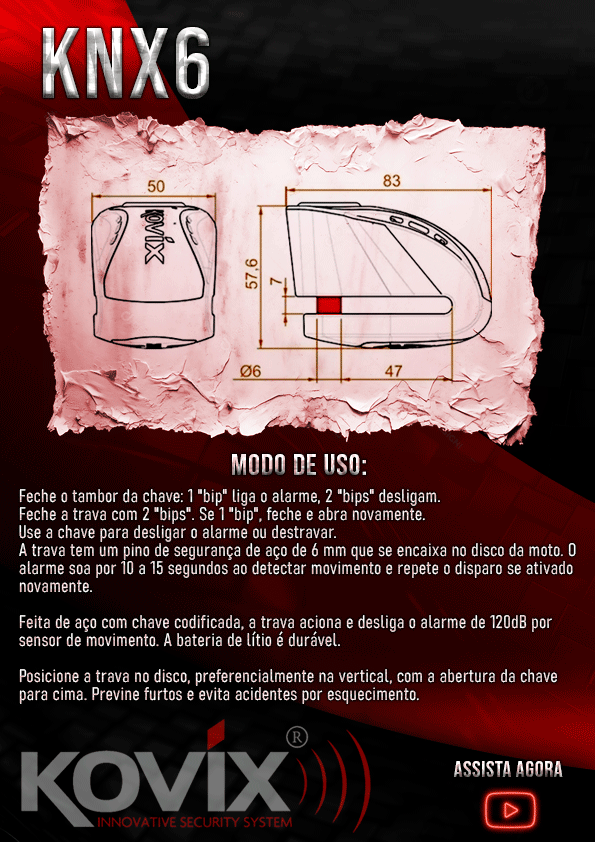 KNX6
50
83
KOVIX
57,6
7
Ø6
47
MODO DE USO:
Feche o tambor da chave: 1 "bip" liga o alarme, 2 "bips" desligam.
Feche a trava com 2 "bips". Se 1 "bip", feche e abra novamente.
Use a chave para desligar o alarme ou destravar.
A trava tem um pino de segurança de aço de 6 mm que se encaixa no disco da moto. O
alarme soa por 10 a 15 segundos ao detectar movimento e repete o disparo se ativado
novamente.
Feita de aço com chave codificada, a trava aciona e desliga o alarme de 120dB por
sensor de movimento. A bateria de lítio é durável.
Posicione a trava no disco, preferencialmente na vertical, com a abertura da chave
para cima. Previne furtos e evita acidentes por esquecimento.
KOVIX®
INNOVATIVE SECURITY SYSTEM
ASSISTA AGORA